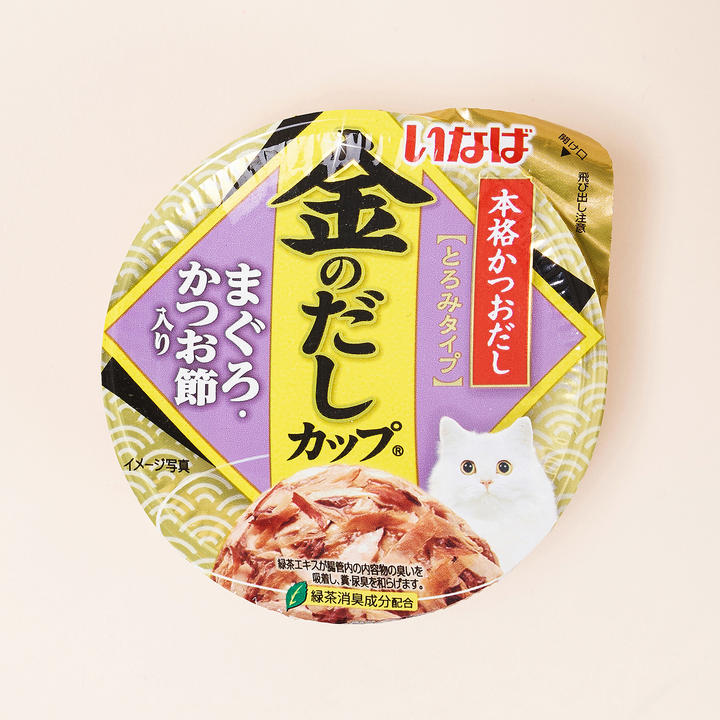 いなば
開け口
飛び出し注意
本格かつおだし
【とろみタイプ】
金のだし
カップ®
まぐろ・
かつお節
入り
イメージ写真
緑茶エキスが腸管内の内容物の臭いを
吸着し、糞・尿臭を和らげます。
緑茶消臭成分配合